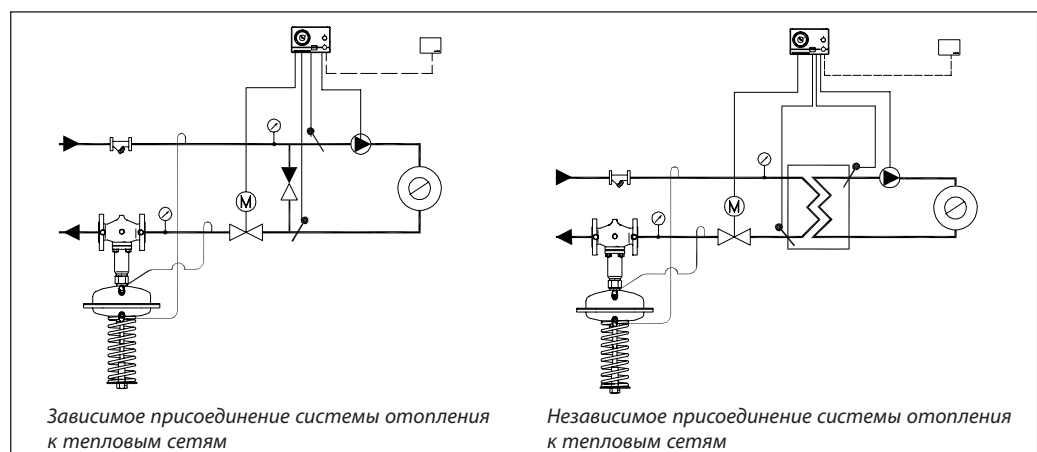 M
M
Зависимое присоединение системы отопления
к тепловым сетям
Независимое присоединение системы отопления
к тепловым сетям